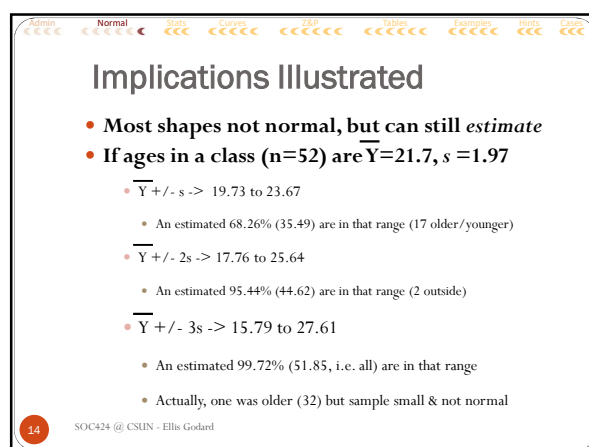 Admin Normal Stats Curves Z&P Tables Examples Hints Cases
Implications Illustrated
• Most shapes not normal, but can still estimate
• If ages in a class (n=52) are Y̅=21.7, s =1.97
• Y̅ +/- s -> 19.73 to 23.67
• An estimated 68.26% (35.49) are in that range (17 older/younger)
• Y̅ +/- 2s -> 17.76 to 25.64
• An estimated 95.44% (44.62) are in that range (2 outside)
• Y̅ +/- 3s -> 15.79 to 27.61
• An estimated 99.72% (51.85, i.e. all) are in that range
• Actually, one was older (32) but sample small & not normal
14 SOC424 @ CSUN - Ellis Godard